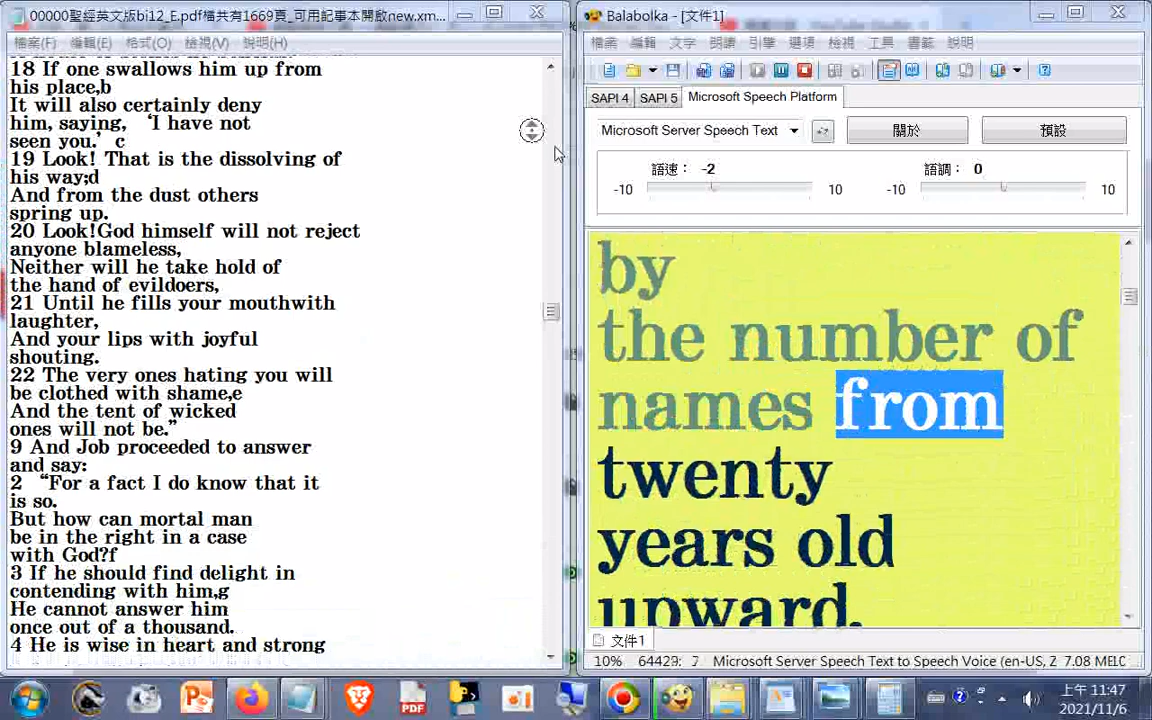 00000聖經英文版bi12_E.pdf檔共有1669頁_可用記事本開啟new.xm...
檔案(F) 編輯(E) 格式(O) 檢視(V) 說明(H)
18 If one swallows him up from
his place,b
It will also certainly deny
him, saying, ‘I have not
seen you.’ c
19 Look! That is the dissolving of
his way;d
And from the dust others
spring up.
20 Look!God himself will not reject
anyone blameless,
Neither will he take hold of
the hand of evildoers,
21 Until he fills your mouthwith
laughter,
And your lips with joyful
shouting.
22 The very ones hating you will
be clothed with shame,e
And the tent of wicked
ones will not be.”
9 And Job proceeded to answer
and say:
2 “For a fact I do know that it
is so.
But how can mortal man
be in the right in a case
with God?f
3 If he should find delight in
contending with him,g
He cannot answer him
once out of a thousand.
4 He is wise in heart and strong
Balabolka - [文件1]
檔案 編輯 文字 朗讀 引擎 選項 檢視 工具 書籤 說明
SAPI 4 SAPI 5 Microsoft Speech Platform
Microsoft Server Speech Text 關於 預設
語速： -2 語調： 0
-10 10 -10 10
by
the number of
names from
twenty
years old
upward,
文件1
10% 64429: 7 Microsoft Server Speech Text to Speech Voice (en-US, Z 7.08 MELC
PDF
上午 11:47
2021/11/6